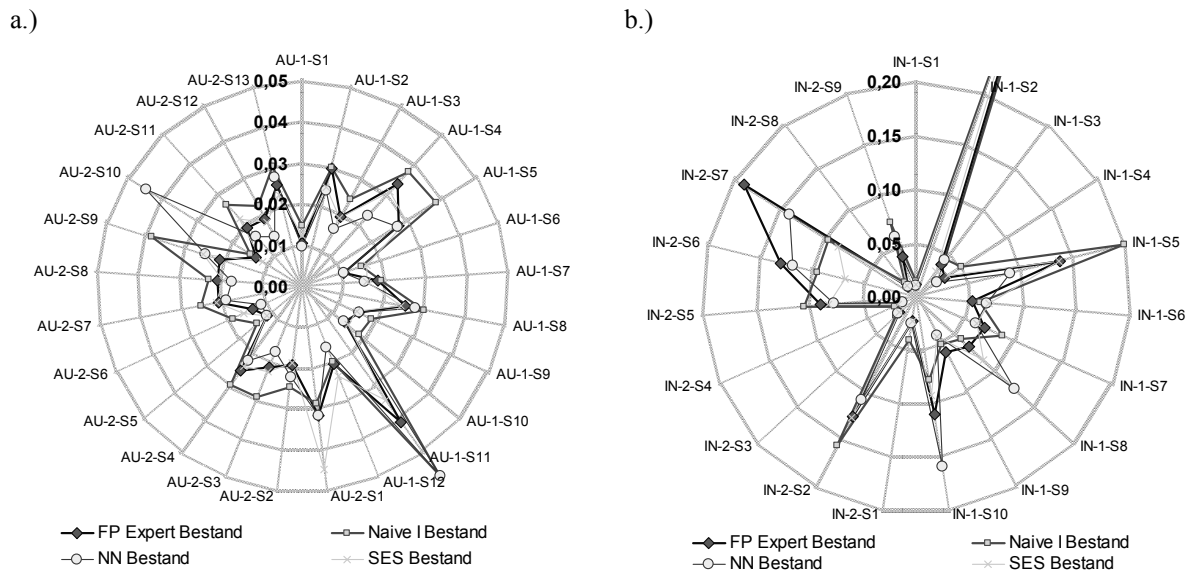 a.)
AU-1-S1
AU-1-S2
AU-1-S3
AU-1-S4
AU-1-S5
AU-1-S6
AU-1-S7
AU-1-S8
AU-1-S9
AU-1-S10
AU-1-S11
AU-1-S12
AU-2-S1
AU-2-S2
AU-2-S3
AU-2-S4
AU-2-S5
AU-2-S6
AU-2-S7
AU-2-S8
AU-2-S9
AU-2-S10
AU-2-S11
AU-2-S12
AU-2-S13
0,05
0,04
0,03
0,02
0,01
0,00
FP Expert Bestand
Naive I Bestand
NN Bestand
SES Bestand
b.)
IN-1-S1
IN-1-S2
IN-1-S3
IN-1-S4
IN-1-S5
IN-1-S6
IN-1-S7
IN-1-S8
IN-1-S9
IN-1-S10
IN-2-S1
IN-2-S2
IN-2-S3
IN-2-S4
IN-2-S5
IN-2-S6
IN-2-S7
IN-2-S8
IN-2-S9
0,20
0,15
0,10
0,05
0,00
FP Expert Bestand
Naive I Bestand
NN Bestand
SES Bestand